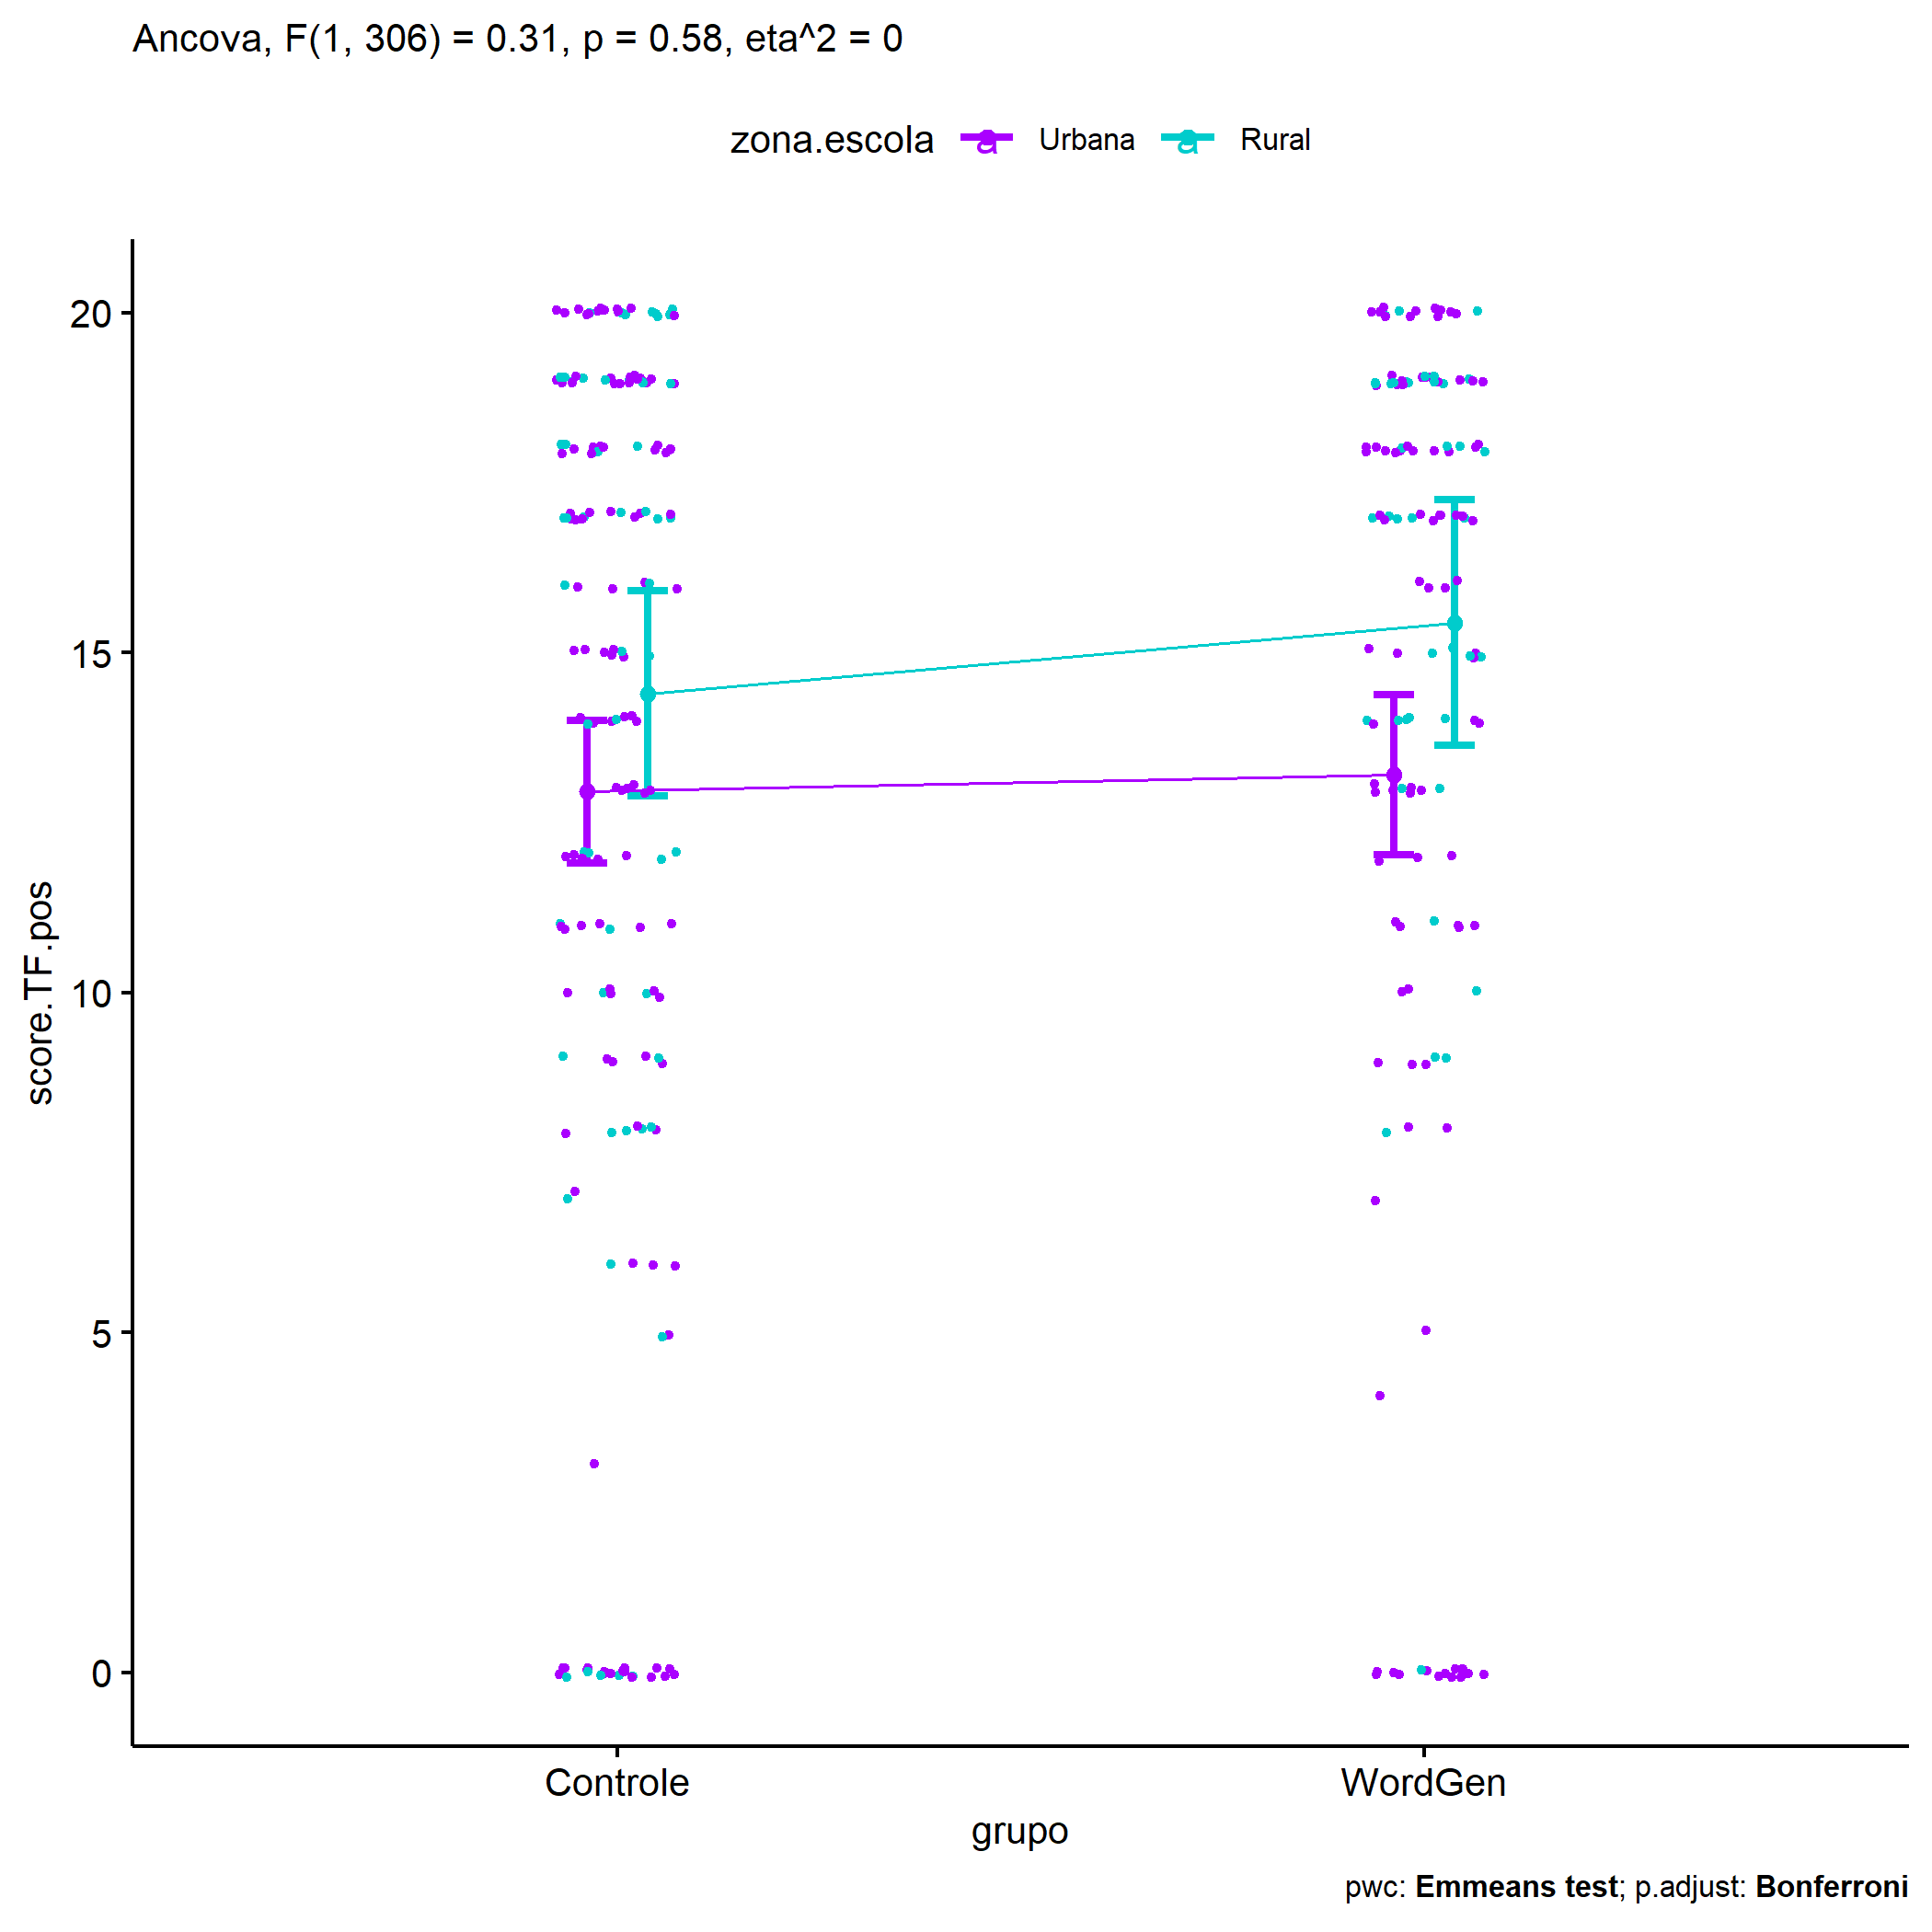 Ancova, F(1, 306) = 0.31, p = 0.58, eta^2 = 0
zona.escola a Urbana a Rural
20
15
10
5
0
score.TF.pos
Controle WordGen
grupo
pwc: Emmeans test; p.adjust: Bonferroni